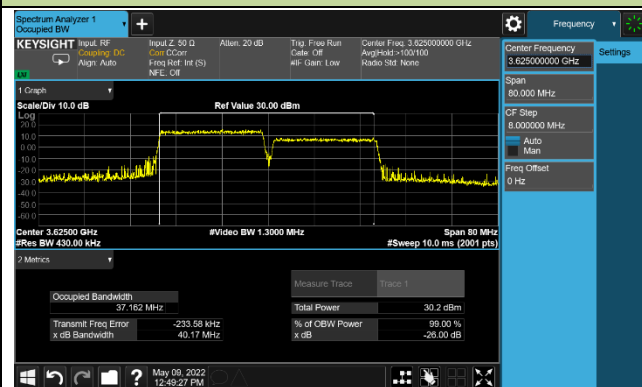 Spectrum Analyzer 1
Occupied BW
Frequency
KEYSIGHT
Input: RF
Coupling: DC
Align: Auto
Input Z: 50 Ω
Corr CCorr
Freq Ref: Int (S)
NFE: Off
Atten: 20 dB
Trig: Free Run
Gate: Off
#IF Gain: Low
Center Freq: 3.625000000 GHz
Avg|Hold:>100/100
Radio Std: None
LM
Center Frequency
3.625000000 GHz
Settings
Span
80.000 MHz
CF Step
8.000000 MHz
Auto
Man
Freq Offset
0 Hz
1 Graph
Scale/Div 10.0 dB
Ref Value 30.00 dBm
Log
20.0
10.0
0.00
-10.0
-20.0
-30.0
-40.0
-50.0
-60.0
Center 3.62500 GHz
#Video BW 1.3000 MHz
Span 80 MHz
#Res BW 430.00 kHz
#Sweep 10.0 ms (2001 pts)
2 Metrics
Measure Trace
Trace 1
Occupied Bandwidth
37.162 MHz
Total Power
30.2 dBm
Transmit Freq Error
-233.58 kHz
% of OBW Power
99.00 %
x dB Bandwidth
40.17 MHz
x dB
-26.00 dB
May 09, 2022
12:49:27 PM